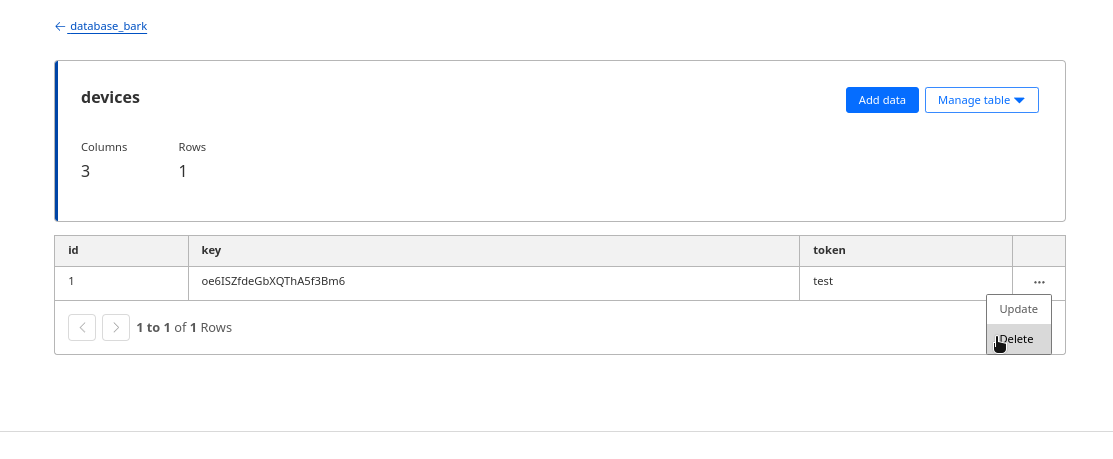 database_bark
devices
Add data
Manage table
Columns
Rows
3
1
id
key
token
1
oe6ISZfdeGbXQThA5f3Bm6
test
Update
1 to 1 of 1 Rows
Delete